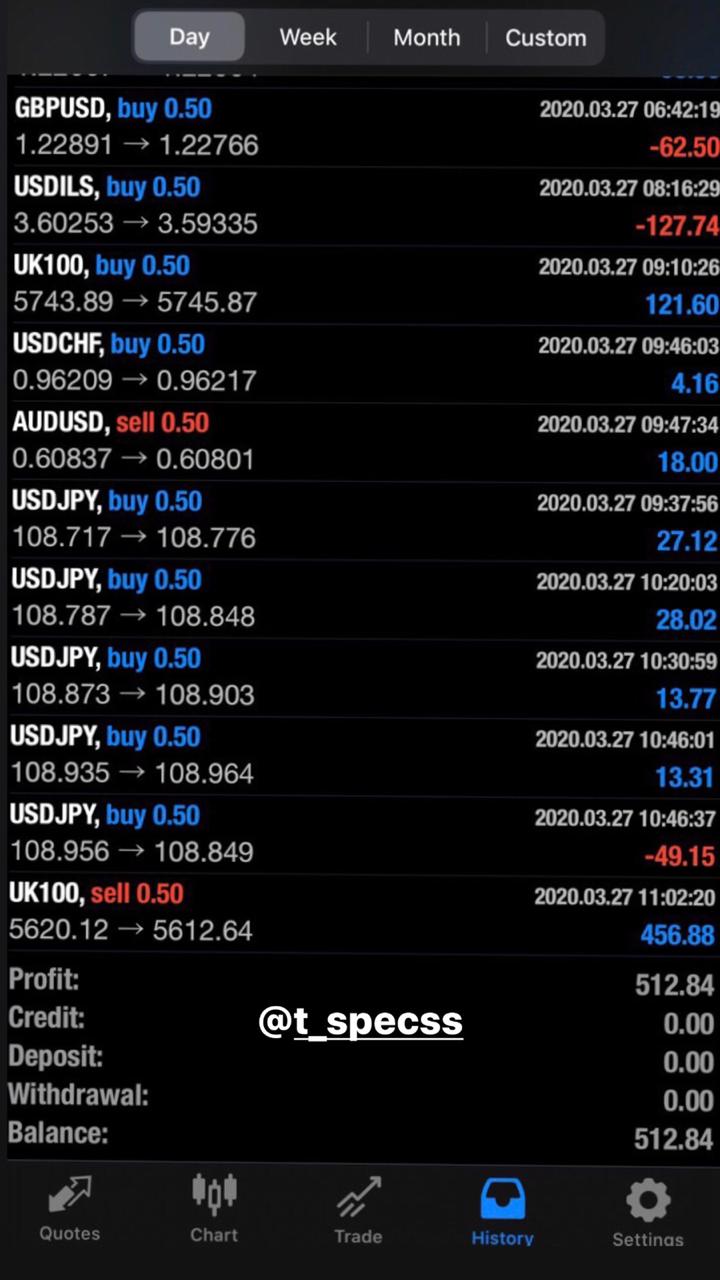 Day Week Month Custom
GBPUSD, buy 0.50 2020.03.27 06:42:19
1.22891 → 1.22766 -62.50
USDILS, buy 0.50 2020.03.27 08:16:29
3.60253 → 3.59335 -127.74
UK100, buy 0.50 2020.03.27 09:10:26
5743.89 → 5745.87 121.60
USDCHF, buy 0.50 2020.03.27 09:46:03
0.96209 → 0.96217 4.16
AUDUSD, sell 0.50 2020.03.27 09:47:34
0.60837 → 0.60801 18.00
USDJPY, buy 0.50 2020.03.27 09:37:56
108.717 → 108.776 27.12
USDJPY, buy 0.50 2020.03.27 10:20:03
108.787 → 108.848 28.02
USDJPY, buy 0.50 2020.03.27 10:30:59
108.873 → 108.903 13.77
USDJPY, buy 0.50 2020.03.27 10:46:01
108.935 → 108.964 13.31
USDJPY, buy 0.50 2020.03.27 10:46:37
108.956 → 108.849 -49.15
UK100, sell 0.50 2020.03.27 11:02:20
5620.12 → 5612.64 456.88
Profit: 512.84
Credit: 0.00
@t_specss
Deposit: 0.00
Withdrawal: 0.00
Balance: 512.84
Quotes Chart Trade History Settings